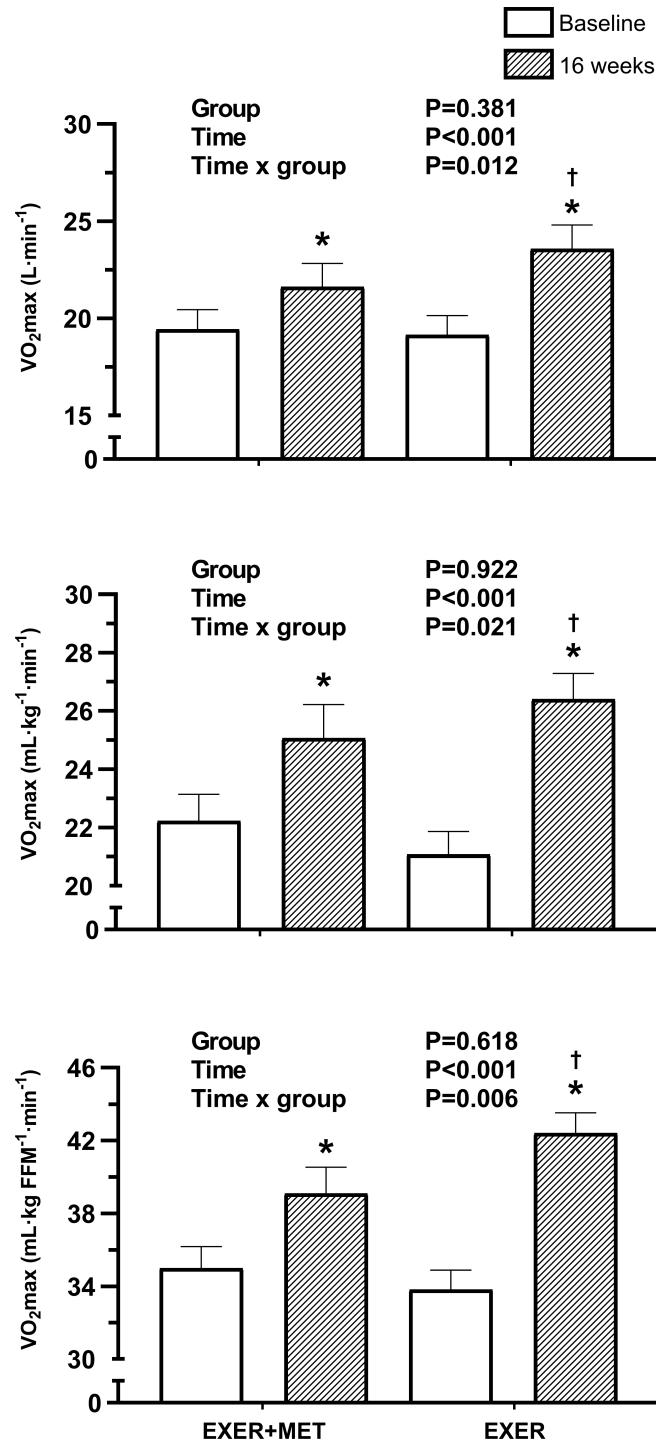 Baseline
16 weeks
Group P=0.381
Time P<0.001
Time x group P=0.012
30
25
20
15
0
VO₂max (L·min⁻¹)
*
†
*
Group P=0.922
Time P<0.001
Time x group P=0.021
30
28
26
24
22
20
0
VO₂max (mL·kg⁻¹·min⁻¹)
*
†
*
Group P=0.618
Time P<0.001
Time x group P=0.006
46
42
38
34
30
0
VO₂max (mL·kg FFM⁻¹·min⁻¹)
*
†
*
EXER+MET EXER